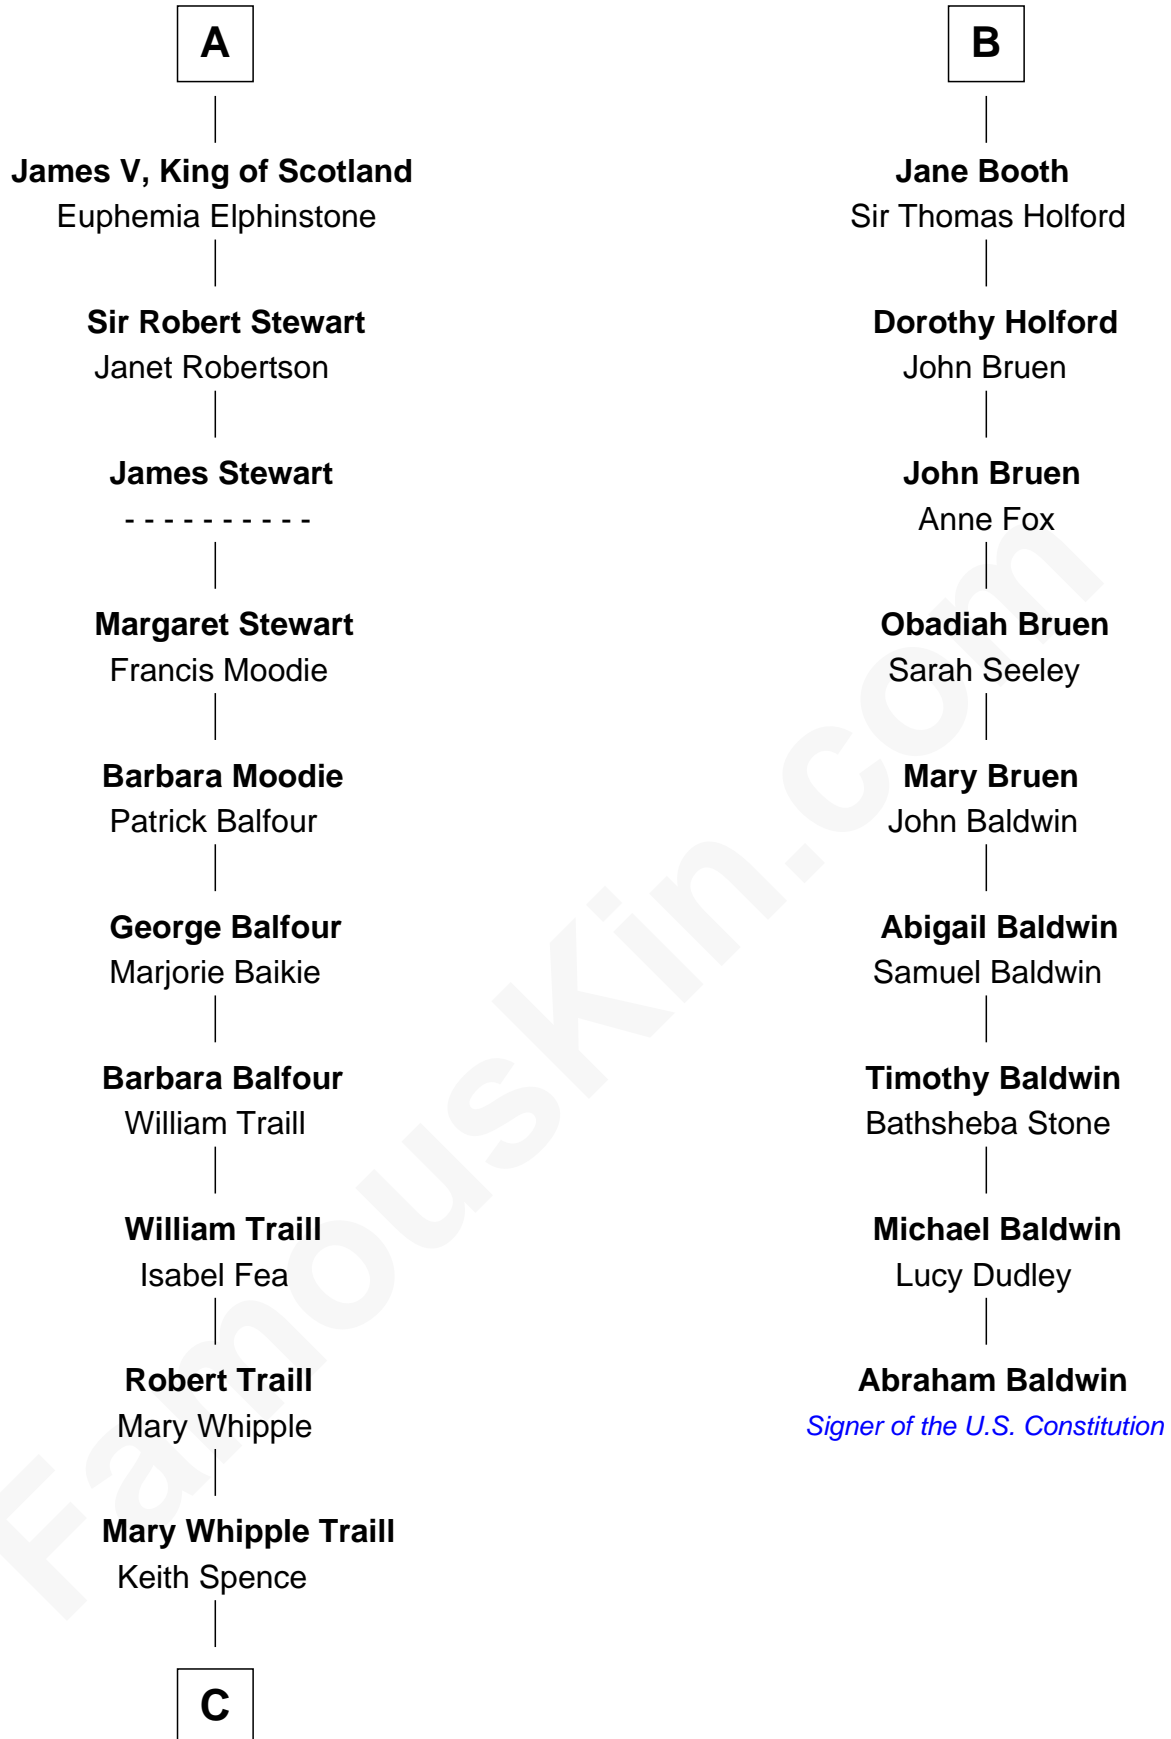 A
James V, King of Scotland
Euphemia Elphinstone
Sir Robert Stewart
Janet Robertson
James Stewart
- - - - - - - - - -
Margaret Stewart
Francis Moodie
Barbara Moodie
Patrick Balfour
George Balfour
Marjorie Baikie
Barbara Balfour
William Traill
William Traill
Isabel Fea
Robert Traill
Mary Whipple
Mary Whipple Traill
Keith Spence
C
B
Jane Booth
Sir Thomas Holford
Dorothy Holford
John Bruen
John Bruen
Anne Fox
Obadiah Bruen
Sarah Seeley
Mary Bruen
John Baldwin
Abigail Baldwin
Samuel Baldwin
Timothy Baldwin
Bathsheba Stone
Michael Baldwin
Lucy Dudley
Abraham Baldwin
Signer of the U.S. Constitution
FamousKin.com